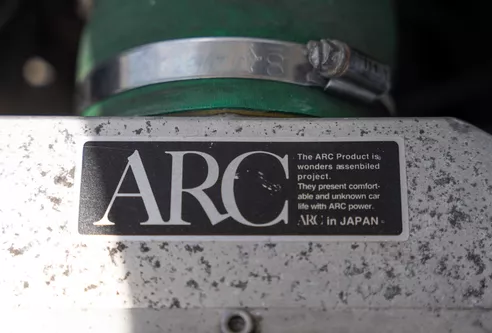 ARC
The ARC Product is
wonders assenbiled
project.
They present comfort-
able and unknown car
life with ARC power.
ARC in JAPAN